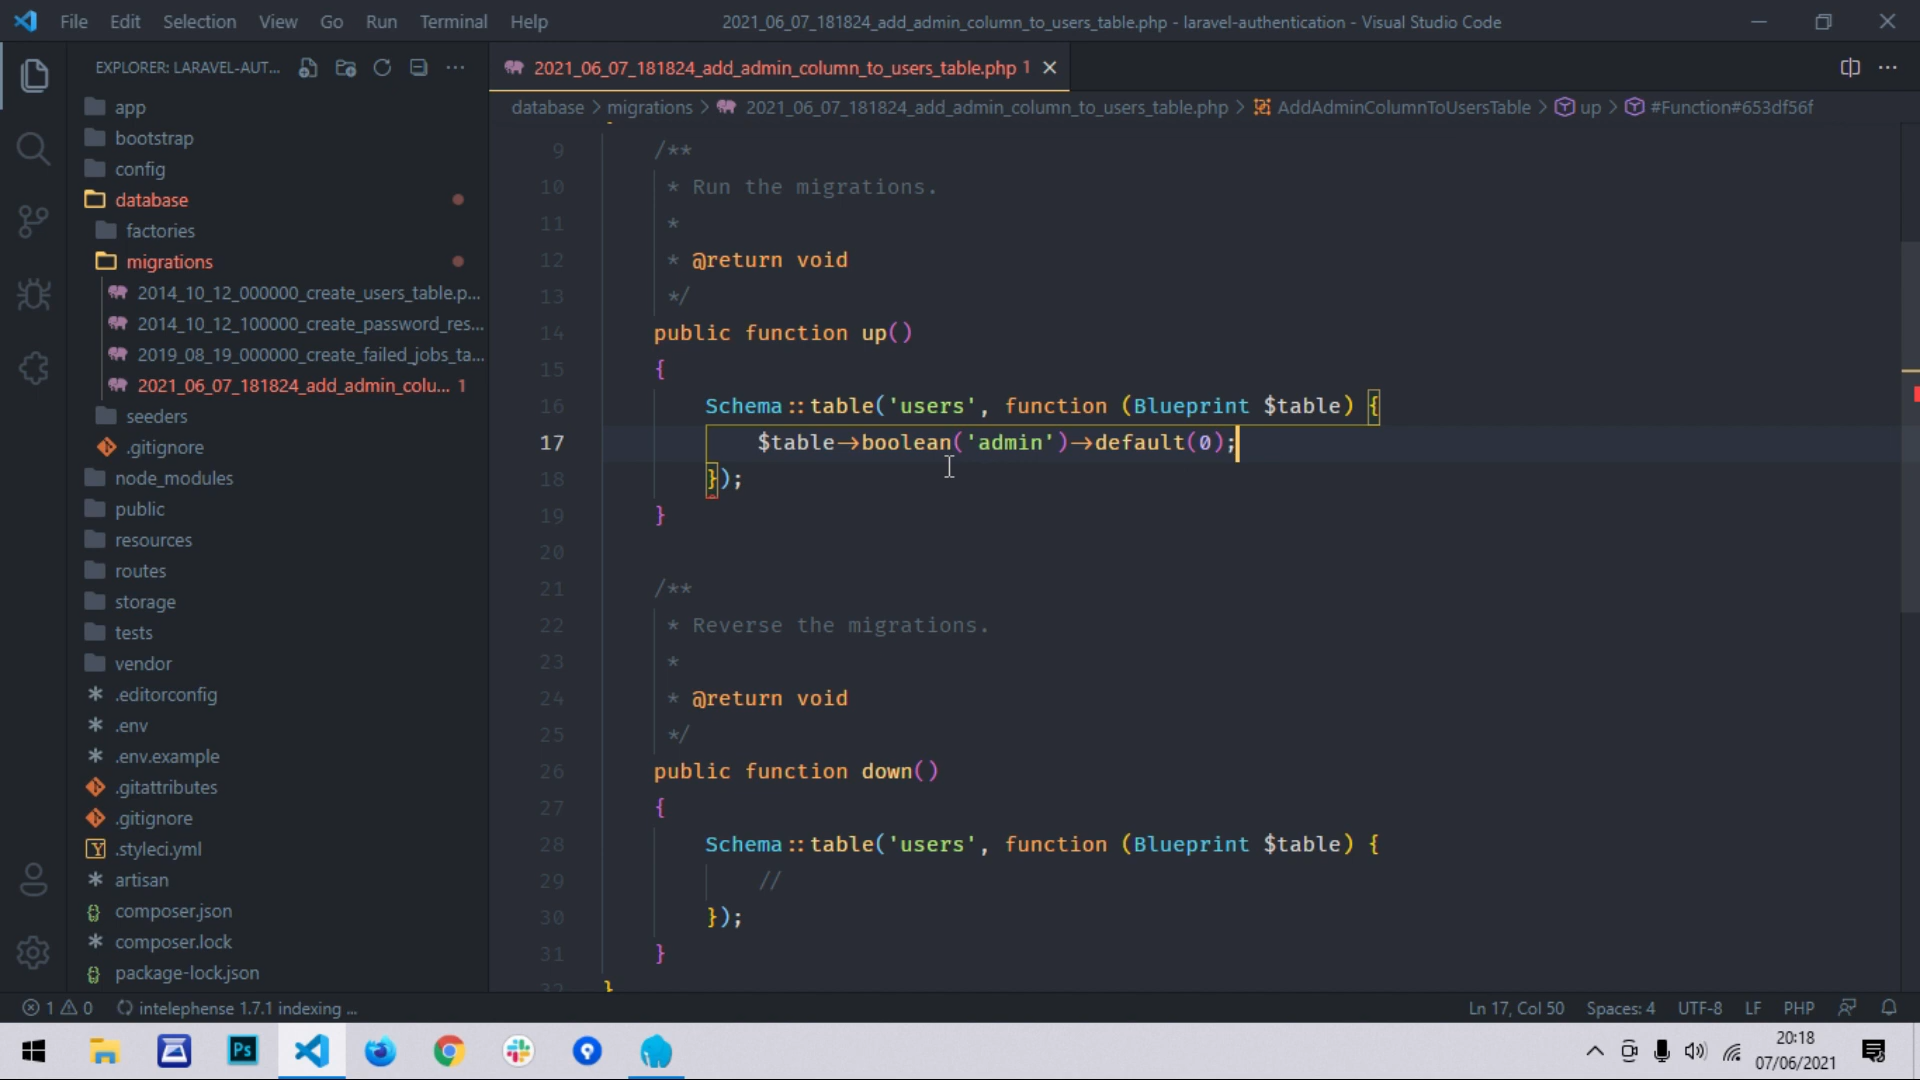 File Edit Selection View Go Run Terminal Help
2021_06_07_181824_add_admin_column_to_users_table.php - laravel-authentication - Visual Studio Code
EXPLORER: LARAVEL-AUT...
app
bootstrap
config
database
factories
migrations
2014_10_12_000000_create_users_table.p...
2014_10_12_100000_create_password_res...
2019_08_19_000000_create_failed_jobs_ta...
2021_06_07_181824_add_admin_colu... 1
seeders
.gitignore
node_modules
public
resources
routes
storage
tests
vendor
.editorconfig
.env
.env.example
.gitattributes
.gitignore
.styleci.yml
artisan
composer.json
composer.lock
package-lock.json
2021_06_07_181824_add_admin_column_to_users_table.php 1
database > migrations > 2021_06_07_181824_add_admin_column_to_users_table.php > AddAdminColumnToUsersTable > up > #Function#653df56f
9 /**
10 * Run the migrations.
11 *
12 * @return void
13 */
14 public function up()
15 {
16 Schema::table('users', function (Blueprint $table) {
17 $table->boolean('admin')->default(0);
18 });
19 }
20
21 /**
22 * Reverse the migrations.
23 *
24 * @return void
25 */
26 public function down()
27 {
28 Schema::table('users', function (Blueprint $table) {
29 //
30 });
31 }
32 }
1 0 intelephense 1.7.1 indexing ...
Ln 17, Col 50 Spaces: 4 UTF-8 LF PHP
Ps
20:18
07/06/2021